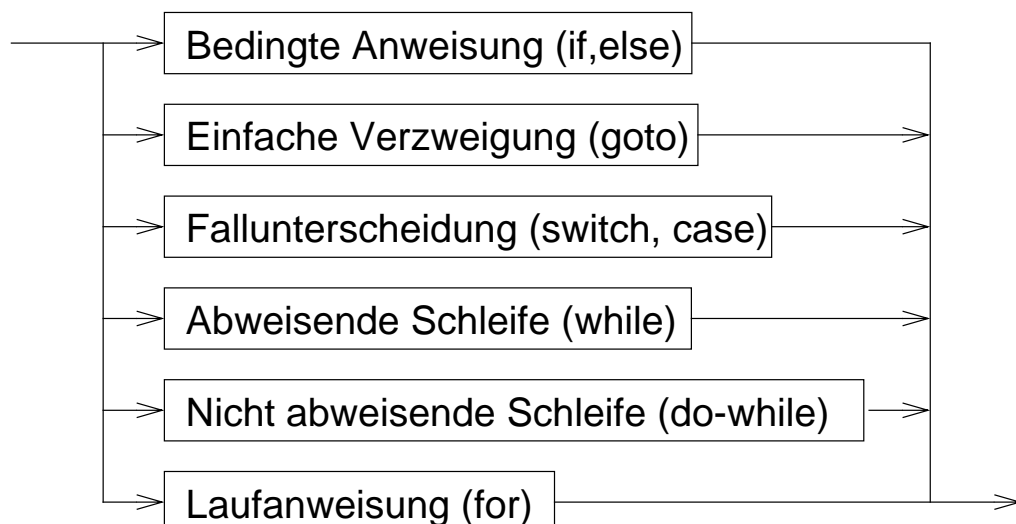 Bedingte Anweisung (if,else)
Einfache Verzweigung (goto)
Fallunterscheidung (switch, case)
Abweisende Schleife (while)
Nicht abweisende Schleife (do-while)
Laufanweisung (for)